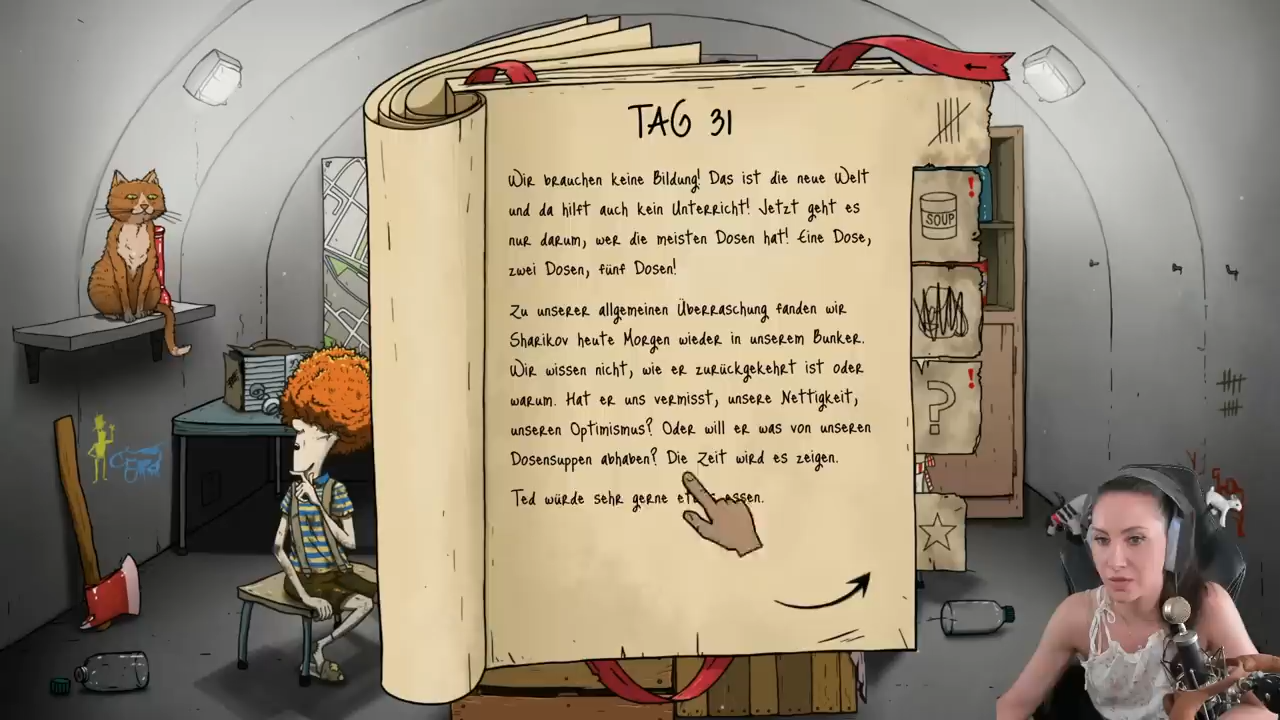 TAG 31
Wir brauchen keine Bildung! Das ist die neue Welt
und da hilft auch kein Unterricht! Jetzt geht es
nur darum, wer die meisten Dosen hat! Eine Dose,
zwei Dosen, fünf Dosen!
Zu unserer allgemeinen Überraschung fanden wir
Sharikov heute Morgen wieder in unserem Bunker.
Wir wissen nicht, wie er zurückgekehrt ist oder
warum. Hat er uns vermisst, unsere Nettigkeit,
unseren Optimismus? Oder will er was von unseren
Dosensuppen abhaben? Die Zeit wird es zeigen.
Ted würde sehr gerne essen.
!
SOUP
!
?